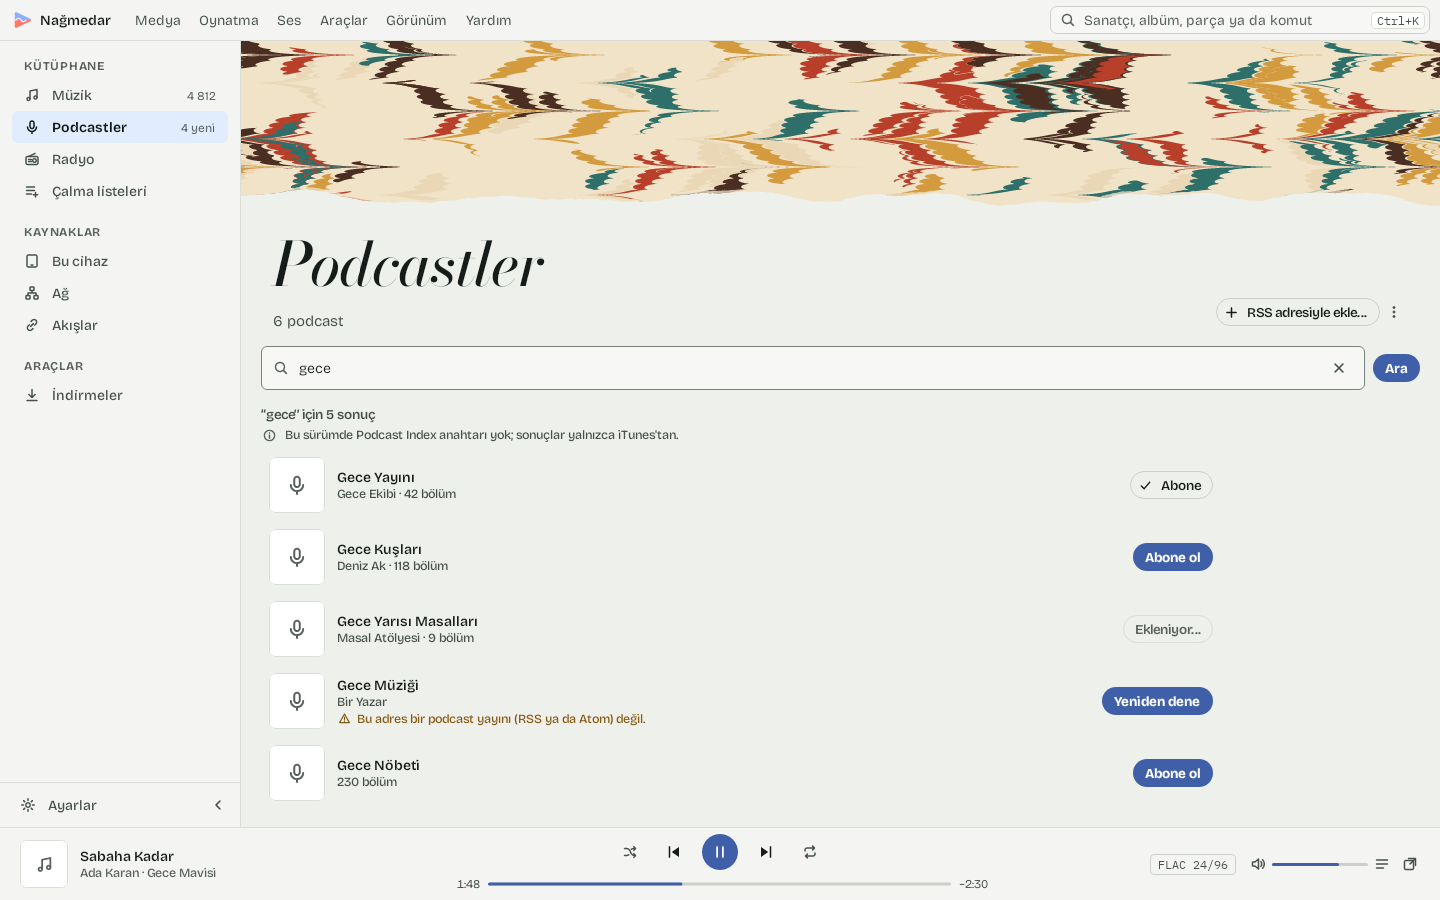 Nağmedar
Medya Oynatma Ses Araçlar Görünüm Yardım
Sanatçı, albüm, parça ya da komut Ctrl+K
KÜTÜPHANE
Müzik 4 812
Podcastler 4 yeni
Radyo
Çalma listeleri
KAYNAKLAR
Bu cihaz
Ağ
Akışlar
ARAÇLAR
İndirmeler
Ayarlar
Podcastler
6 podcast
RSS adresiyle ekle...
gece
Ara
"gece" için 5 sonuç
Bu sürümde Podcast Index anahtarı yok; sonuçlar yalnızca iTunes'tan.
Gece Yayını
Gece Ekibi · 42 bölüm
Abone
Gece Kuşları
Deniz Ak · 118 bölüm
Abone ol
Gece Yarısı Masalları
Masal Atölyesi · 9 bölüm
Ekleniyor...
Gece Müziği
Bir Yazar
Bu adres bir podcast yayını (RSS ya da Atom) değil.
Yeniden dene
Gece Nöbeti
230 bölüm
Abone ol
Sabaha Kadar
Ada Karan · Gece Mavisi
1:48
−2:30
FLAC 24/96